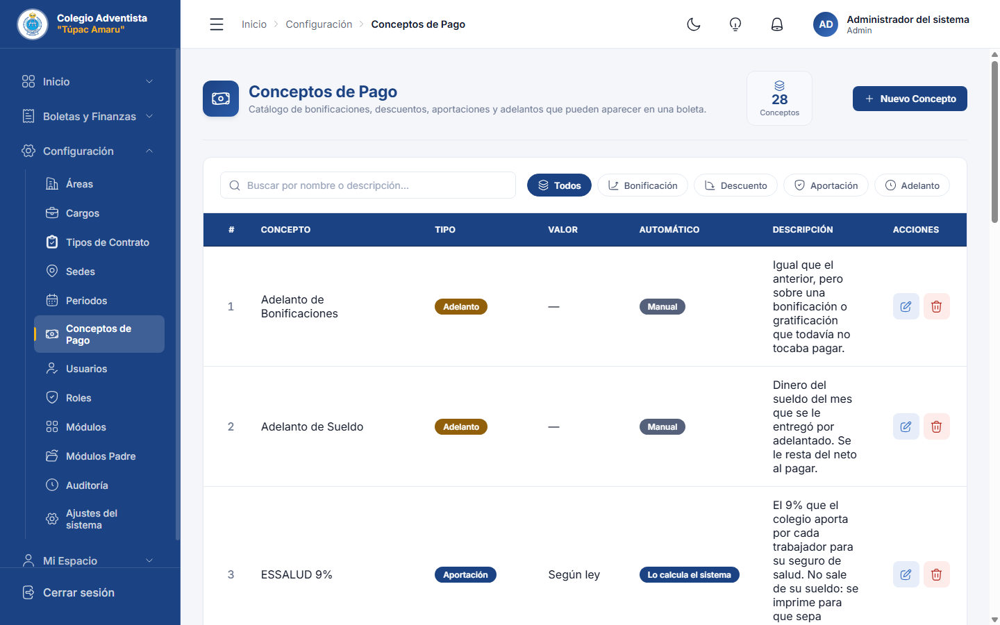 Colegio Adventista
"Túpac Amaru"
Inicio
Boletas y Finanzas
Configuración
Áreas
Cargos
Tipos de Contrato
Sedes
Periodos
Conceptos de
Pago
Usuarios
Roles
Módulos
Módulos Padre
Auditoría
Ajustes del
sistema
Mi Espacio
Cerrar sesión
Inicio > Configuración > Conceptos de Pago
AD
Administrador del sistema
Admin
Conceptos de Pago
Catálogo de bonificaciones, descuentos, aportaciones y adelantos que pueden aparecer en una boleta.
28
Conceptos
+ Nuevo Concepto
Buscar por nombre o descripción...
Todos
Bonificación
Descuento
Aportación
Adelanto
# CONCEPTO TIPO VALOR AUTOMÁTICO DESCRIPCIÓN ACCIONES
1
Adelanto de
Bonificaciones
Adelanto
—
Manual
Igual que el
anterior, pero
sobre una
bonificación o
gratificación
que todavía no
tocaba pagar.
2
Adelanto de Sueldo
Adelanto
—
Manual
Dinero del
sueldo del mes
que se le
entregó por
adelantado. Se
le resta del neto
al pagar.
3
ESSALUD 9%
Aportación
Según ley
Lo calcula el sistema
El 9% que el
colegio aporta
por cada
trabajador para
su seguro de
salud. No sale
de su sueldo: se
imprime para
que sepa